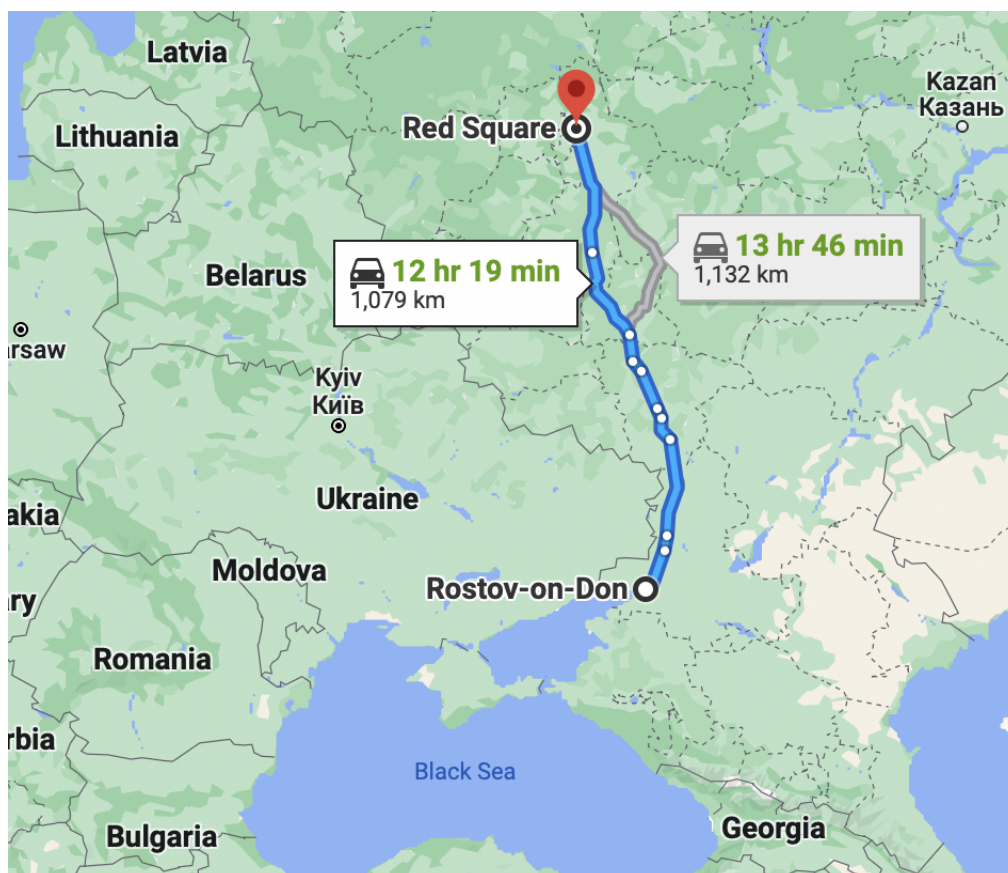 Latvia
Kazan
Казань
Red Square
Lithuania
13 hr 46 min
1,132 km
12 hr 19 min
1,079 km
Belarus
arsaw
Kyiv
Київ
Ukraine
akia
Moldova
Rostov-on-Don
ry
Romania
rbia
Black Sea
Bulgaria
Georgia